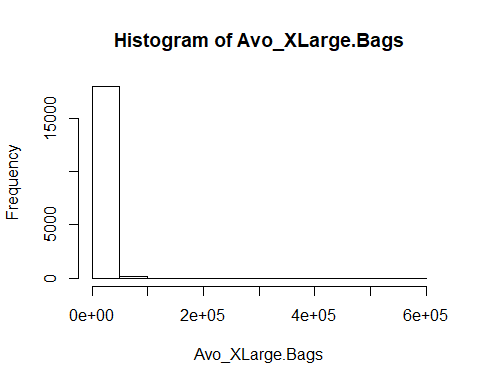 Histogram of Avo_XLarge.Bags
Frequency
15000
5000
0
0e+00 2e+05 4e+05 6e+05
Avo_XLarge.Bags